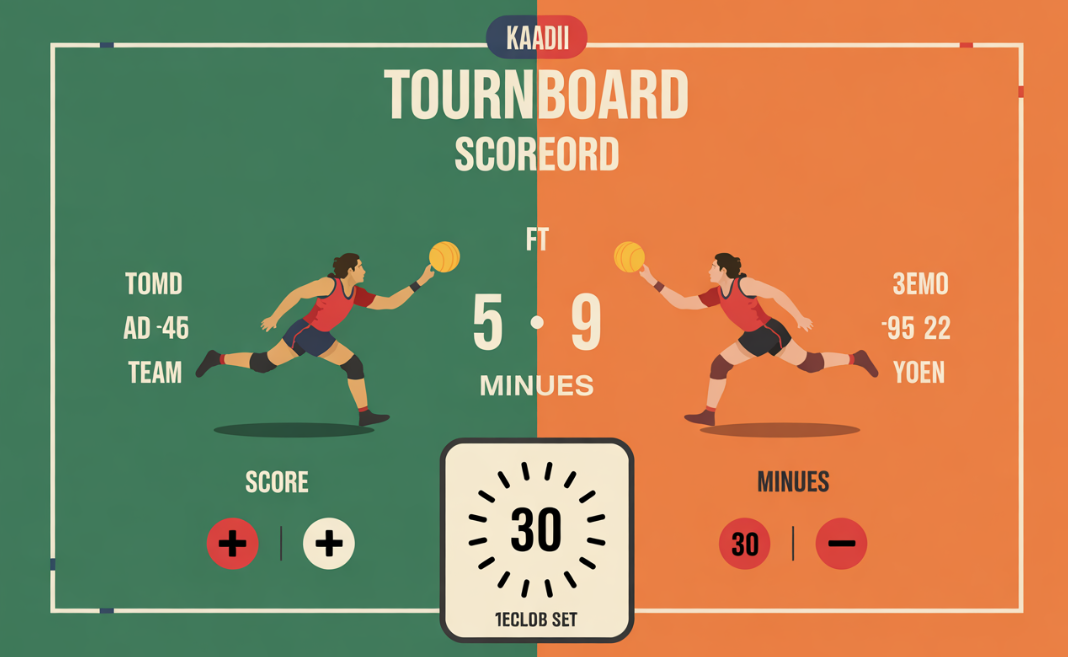 KAADII
TOURNBOARD
SCOREORD
FT
TOMD
AD -46
TEAM
5 · 9
MINUES
3EMO
-95 22
YOEN
SCORE
+ | +
30
1ECLOB SET
MINUES
30 | −